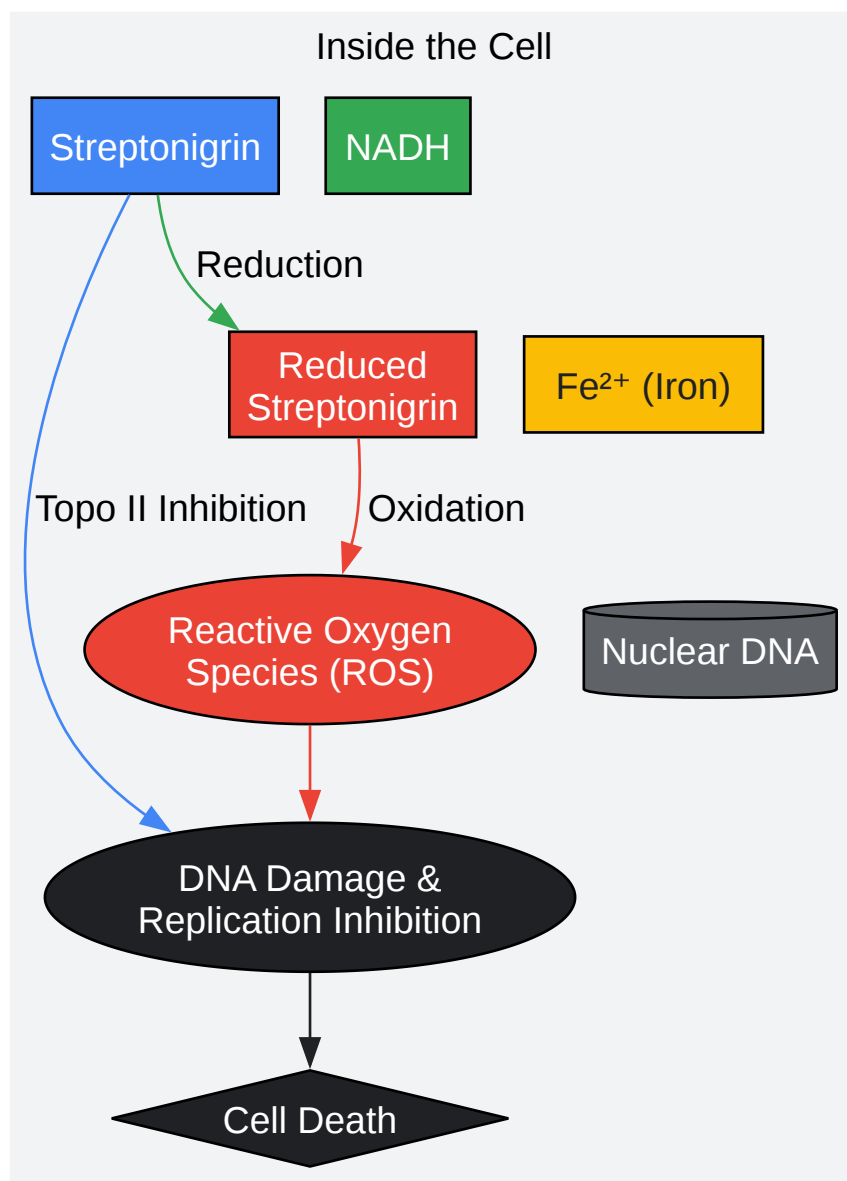 Inside the Cell
Streptonigrin
NADH
Reduction
Reduced
Streptonigrin
Fe²⁺ (Iron)
Topo II Inhibition
Oxidation
Reactive Oxygen
Species (ROS)
Nuclear DNA
DNA Damage &
Replication Inhibition
Cell Death